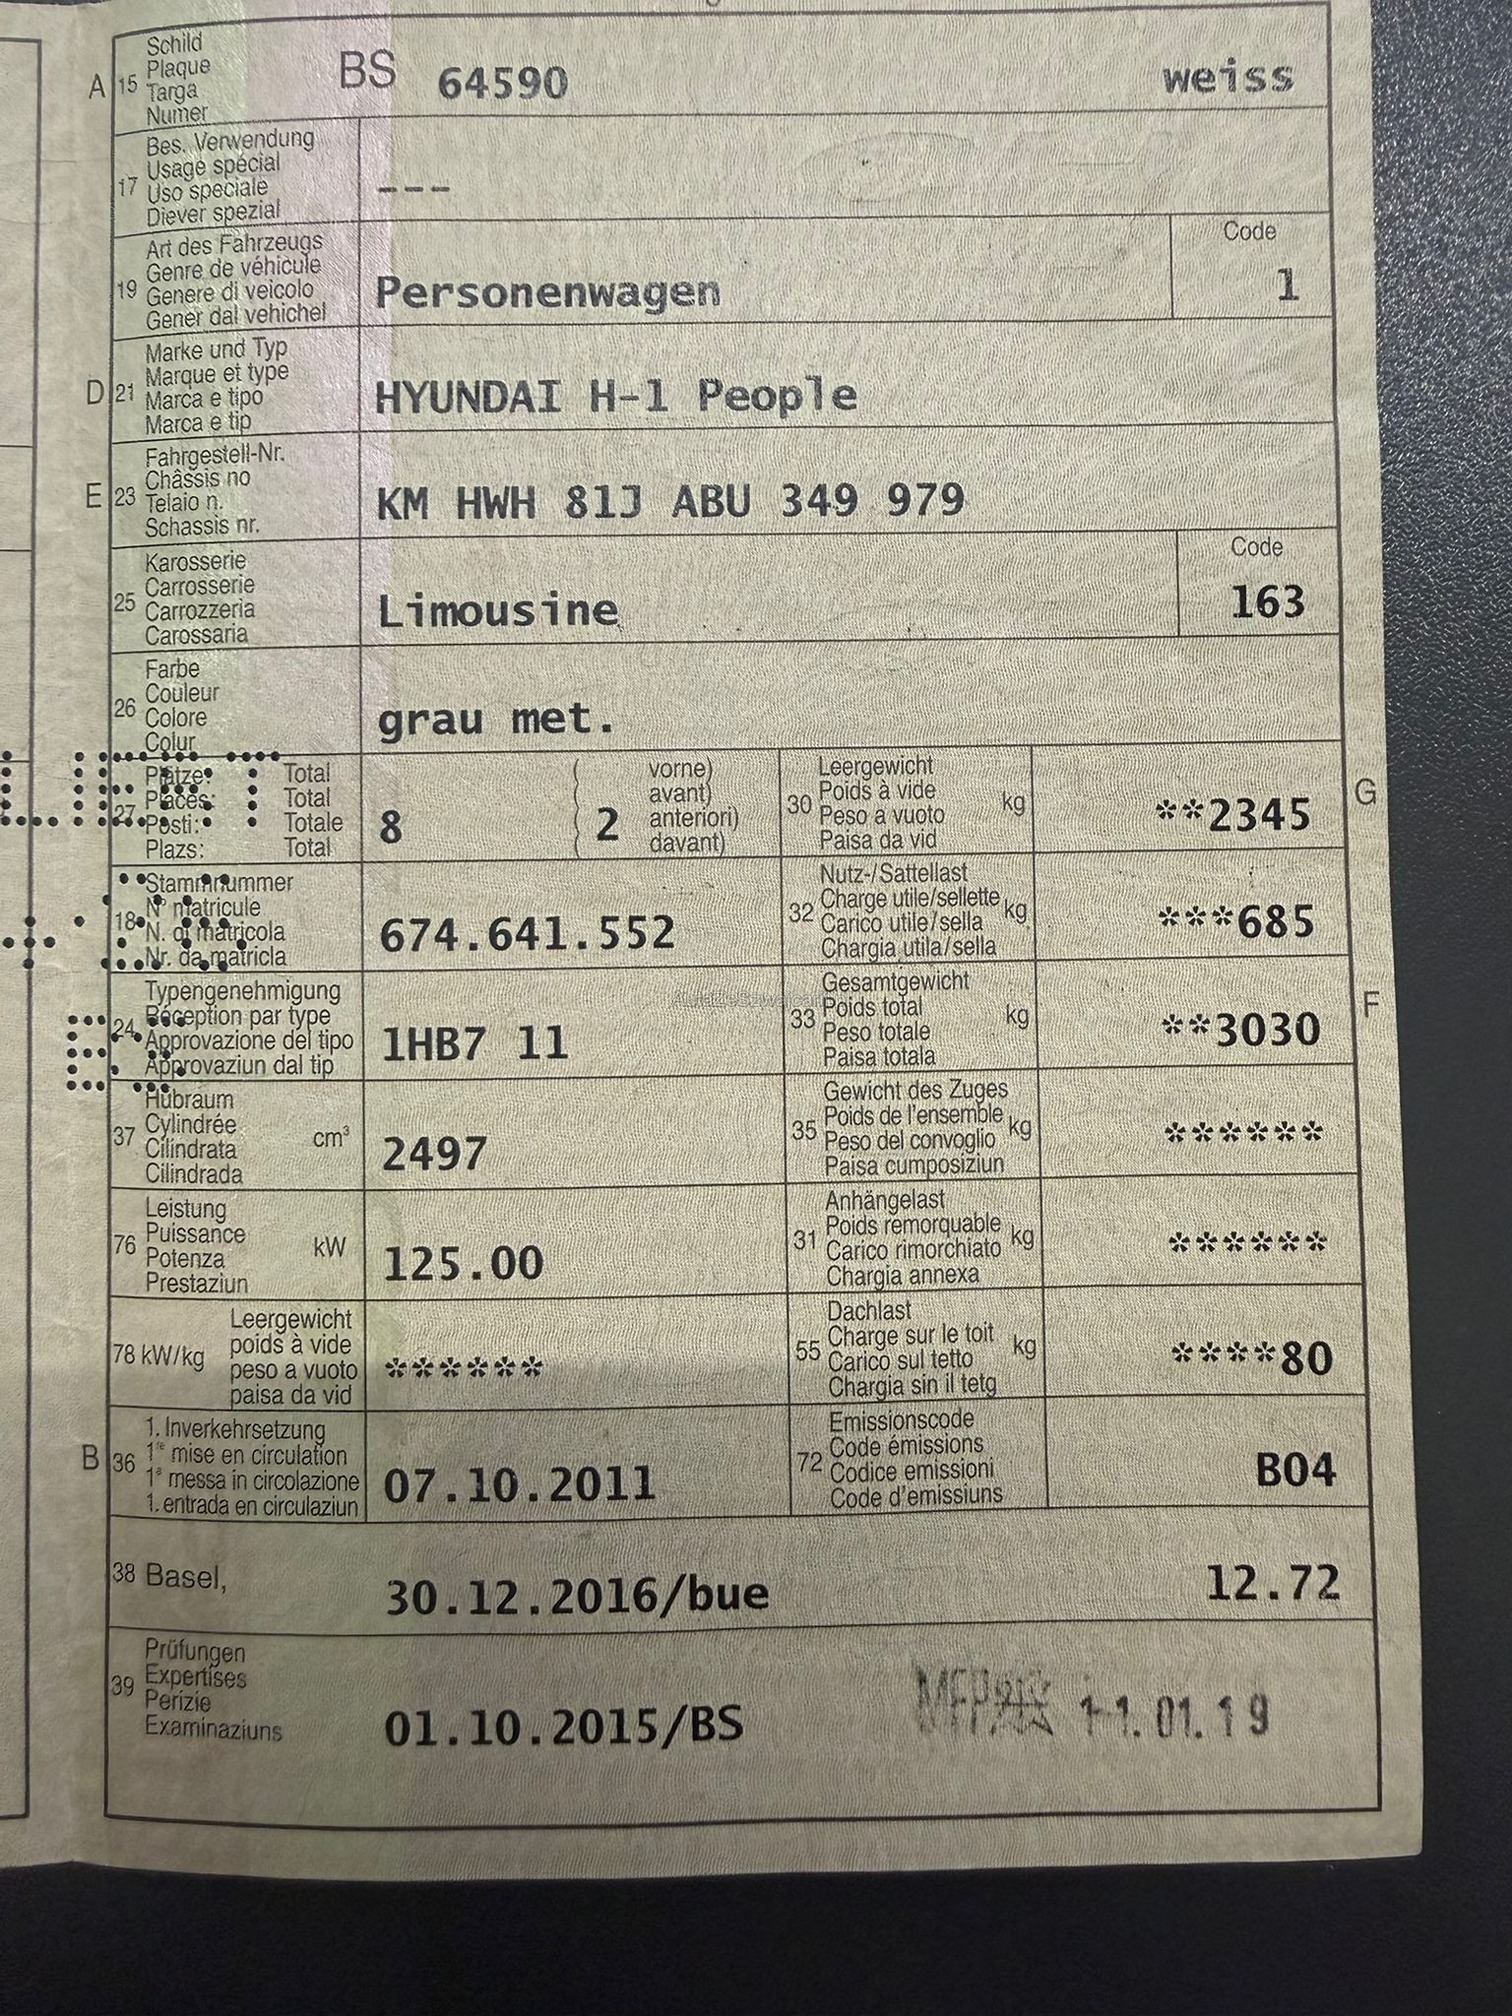 A 15 Schild
Plaque
Targa
Numer
BS 64590 weiss
17 Bes. Verwendung
Usage spécial
Uso speciale
Diever spezial
---
19 Art des Fahrzeugs
Genre de véhicule
Genere di veicolo
Gener dal vehichel
Personenwagen
Code
1
D 21 Marke und Typ
Marque et type
Marca e tipo
Marca e tip
HYUNDAI H-1 People
E 23 Fahrgestell-Nr.
Châssis no
Telaio n.
Schassis nr.
KM HWH 81J ABU 349 979
25 Karosserie
Carrosserie
Carrozzeria
Carossaria
Limousine
Code
163
26 Farbe
Couleur
Colore
Colur
grau met.
27 Plätze: Total
Places: Total
Posti: Totale
Plazs: Total
8
( vorne)
( avant)
( 2 anteriori)
( davant)
30 Leergewicht
Poids à vide
Peso a vuoto
Paisa da vid
kg
**2345
G
18 Stammnummer
N° matricule
N. di matricola
Nr. da matricla
674.641.552
32 Nutz-/Sattellast
Charge utile/sellette
Carico utile/sella
Chargia utila/sella
kg
***685
24 Typengenehmigung
Réception par type
Approvazione del tipo
Approvaziun dal tip
1HB7 11
33 Gesamtgewicht
Poids total
Peso totale
Paisa totala
kg
**3030
F
37 Hubraum
Cylindrée
Cilindrata
Cilindrada
cm³
2497
35 Gewicht des Zuges
Poids de l'ensemble
Peso del convoglio
Paisa cumposiziun
kg
******
76 Leistung
Puissance
Potenza
Prestaziun
kW
125.00
31 Anhängelast
Poids remorquable
Carico rimorchiato
Chargia annexa
kg
******
78 kW/kg Leergewicht
poids à vide
peso a vuoto
paisa da vid
******
55 Dachlast
Charge sur le toit
Carico sul tetto
Chargia sin il tetg
kg
****80
B 36 1. Inverkehrsetzung
1re mise en circulation
1a messa in circolazione
1. entrada en circulaziun
07.10.2011
72 Emissionscode
Code émissions
Codice emissioni
Code d'emissiuns
B04
38 Basel,
30.12.2016/bue 12.72
39 Prüfungen
Expertises
Perizie
Examinaziuns
01.10.2015/BS
11.01.19